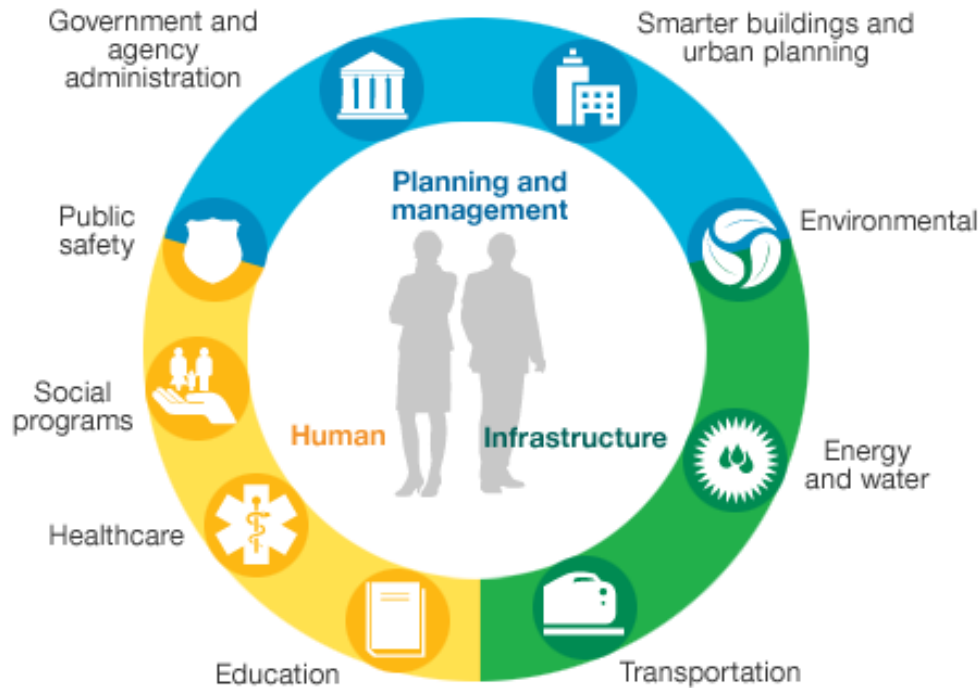 Government and
agency
administration
Smarter buildings and
urban planning
Planning and
management
Public
safety
Environmental
Social
programs
Human
Infrastructure
Energy
and water
Healthcare
Education
Transportation